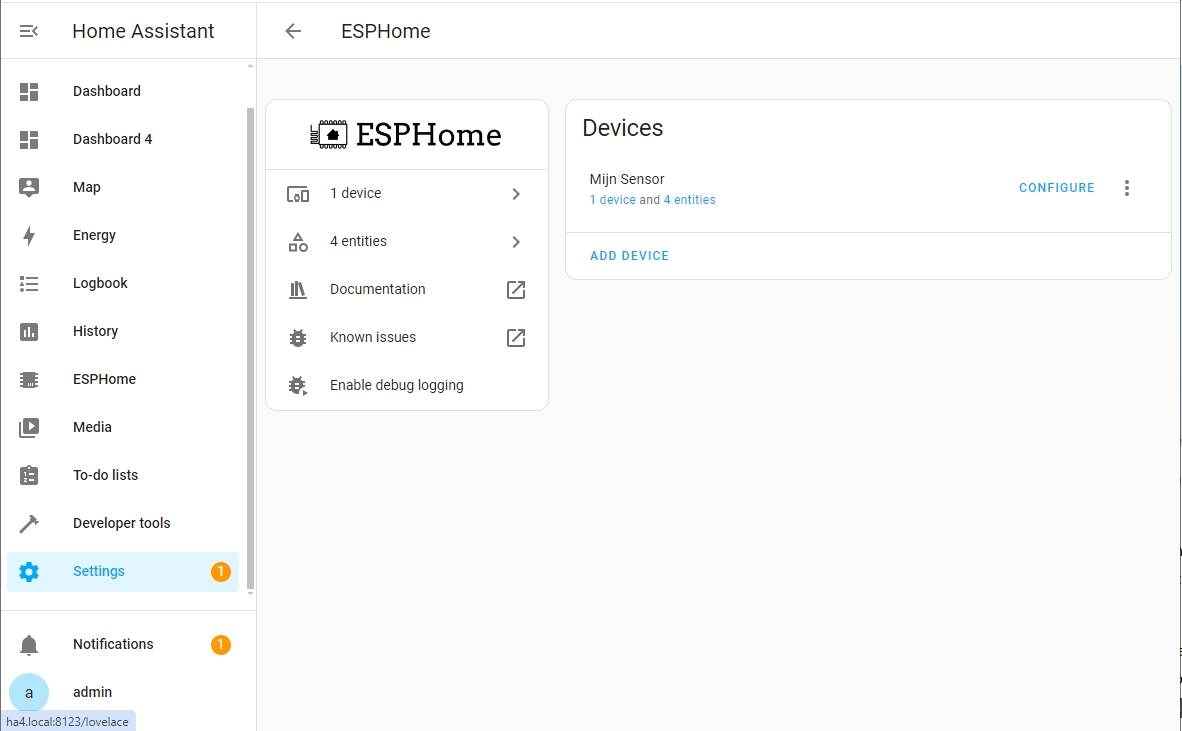 Home Assistant
Dashboard
Dashboard 4
Map
Energy
Logbook
History
ESPHome
Media
To-do lists
Developer tools
Settings 1
Notifications 1
a admin
ha4.local:8123/lovelace
ESPHome
ESPHome
1 device
4 entities
Documentation
Known issues
Enable debug logging
Devices
Mijn Sensor
1 device and 4 entities
CONFIGURE
ADD DEVICE